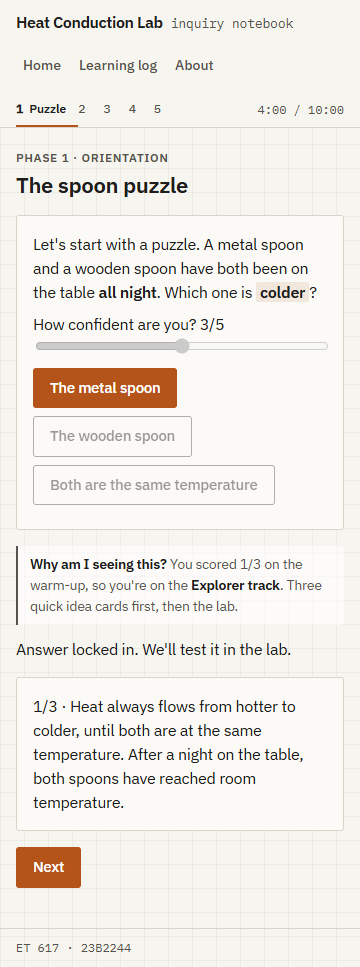 Heat Conduction Lab inquiry notebook
Home Learning log About
1 Puzzle 2 3 4 5 4:00 / 10:00
PHASE 1 · ORIENTATION
The spoon puzzle
Let's start with a puzzle. A metal spoon
and a wooden spoon have both been on
the table all night. Which one is colder ?
How confident are you? 3/5
The metal spoon
The wooden spoon
Both are the same temperature
Why am I seeing this? You scored 1/3 on the
warm-up, so you're on the Explorer track. Three
quick idea cards first, then the lab.
Answer locked in. We'll test it in the lab.
1/3 · Heat always flows from hotter to
colder, until both are at the same
temperature. After a night on the table,
both spoons have reached room
temperature.
Next
ET 617 · 23B2244